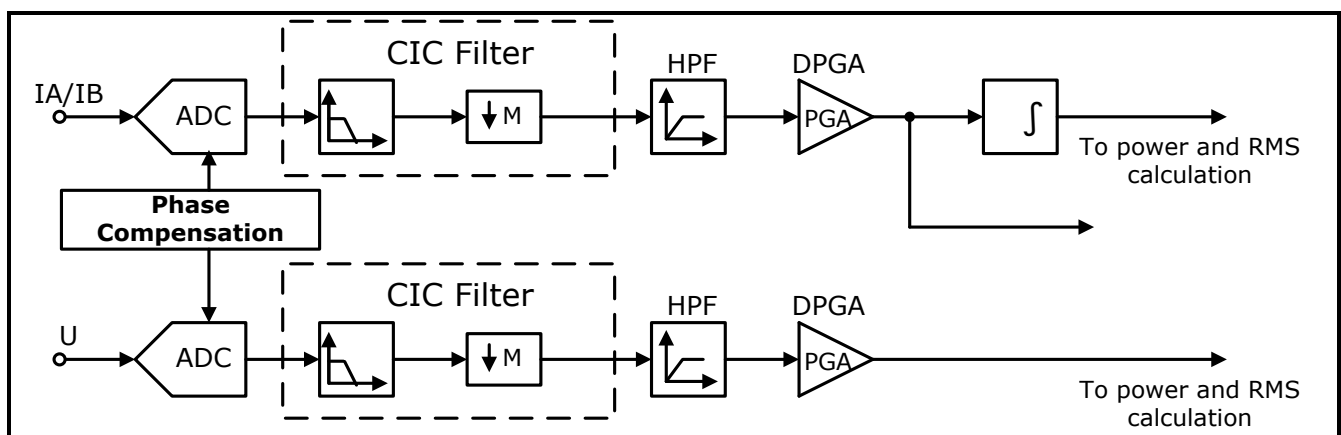 CIC Filter
HPF
DPGA
IA/IB
ADC
M
PGA
∫
To power and RMS
calculation
Phase
Compensation
CIC Filter
HPF
DPGA
U
ADC
M
PGA
To power and RMS
calculation